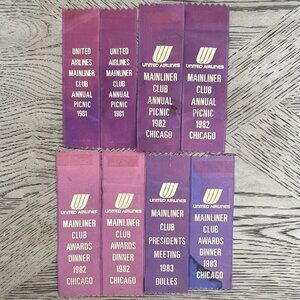 UNITED
AIRLINES
MAINLINER
CLUB
ANNUAL
PICNIC
1981
UNITED
AIRLINES
MAINLINER
CLUB
ANNUAL
PICNIC
1981
UNITED AIRLINES
MAINLINER
CLUB
ANNUAL
PICNIC
1982
CHICAGO
UNITED AIRLINES
MAINLINER
CLUB
ANNUAL
PICNIC
1982
CHICAGO
UNITED AIRLINES
MAINLINER
CLUB
AWARDS
DINNER
1982
CHICAGO
UNITED AIRLINES
MAINLINER
CLUB
AWARDS
DINNER
1982
CHICAGO
UNITED AIRLINES
MAINLINER
CLUB
PRESIDENTS
MEETING
1983
DULLES
UNITED AIRLINES
MAINLINER
CLUB
AWARDS
DINNER
1983
CHICAGO